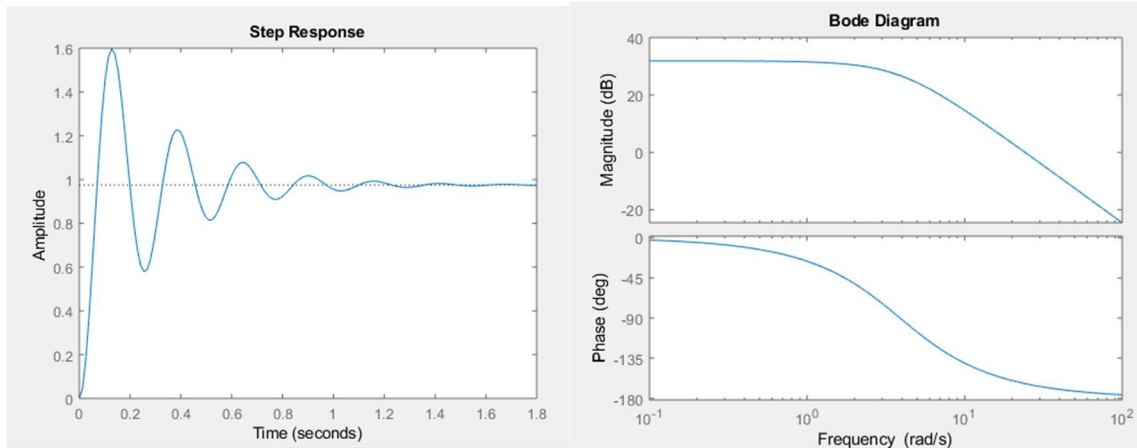 Step Response
1.6
1.4
1.2
1
0.8
0.6
0.4
0.2
0
Amplitude
0 0.2 0.4 0.6 0.8 1 1.2 1.4 1.6 1.8
Time (seconds)
Bode Diagram
40
20
0
-20
Magnitude (dB)
0
-45
-90
-135
-180
Phase (deg)
10⁻¹ 10⁰ 10¹ 10²
Frequency (rad/s)